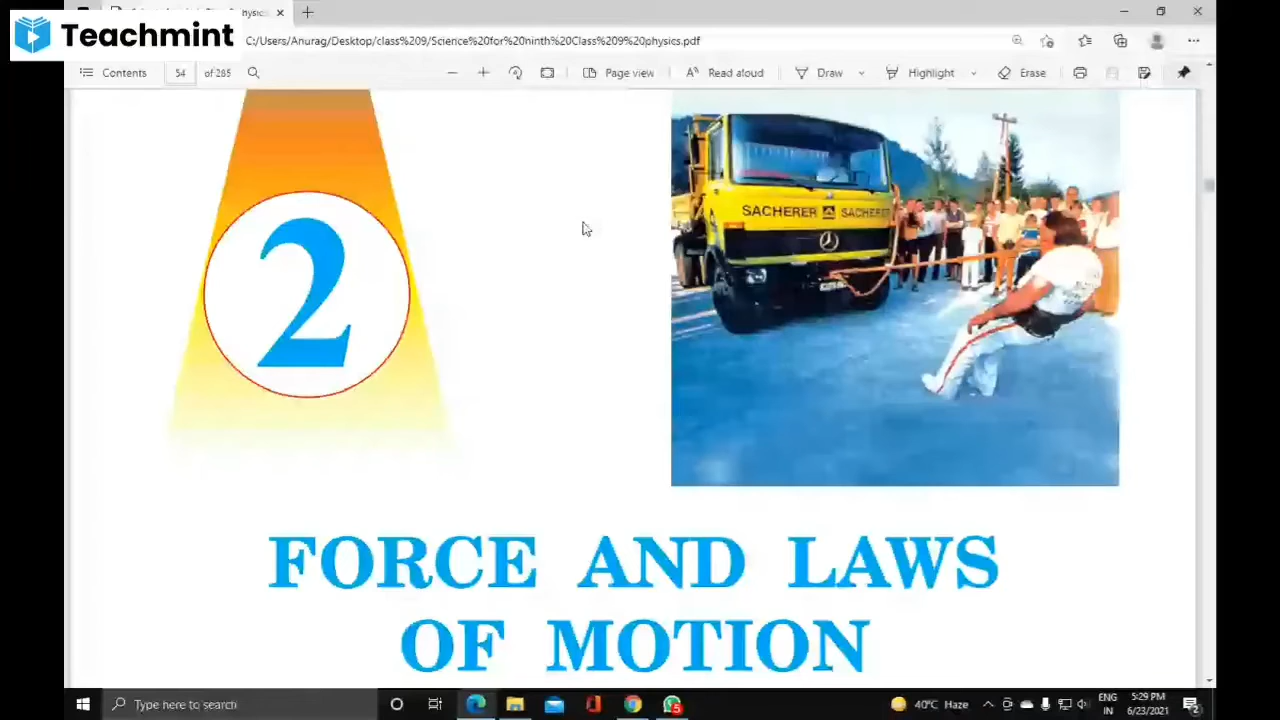 Teachmint
C:/Users/Anurag/Desktop/class%209/Science%20for%20ninth%20Class%209%20physics.pdf
Contents 54 of 285 Page view Read aloud Draw Highlight Erase
2
SACHERER SACHERER
FORCE AND LAWS
OF MOTION
Type here to search
5
40°C Haze
ENG
IN
5:29 PM
6/23/2021
2